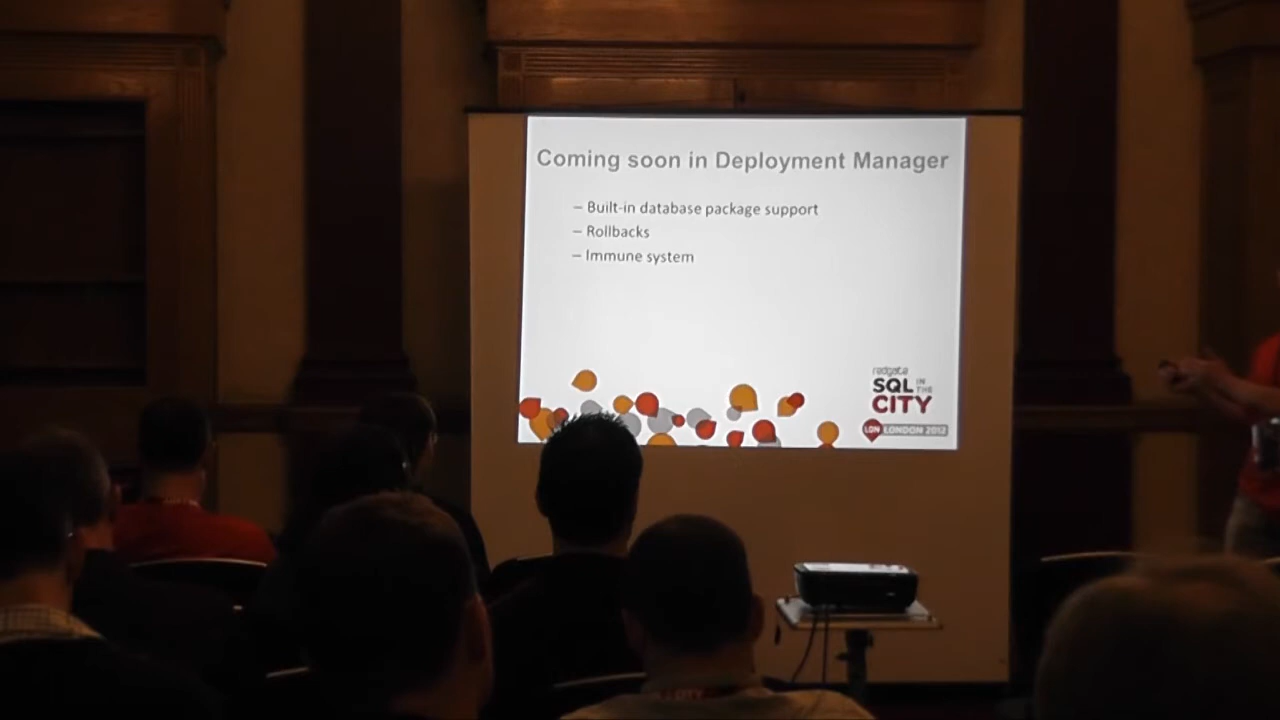 Coming soon in Deployment Manager
– Built-in database package support
– Rollbacks
– Immune system
redgate
SQL IN THE
CITY
LDN LONDON 2012